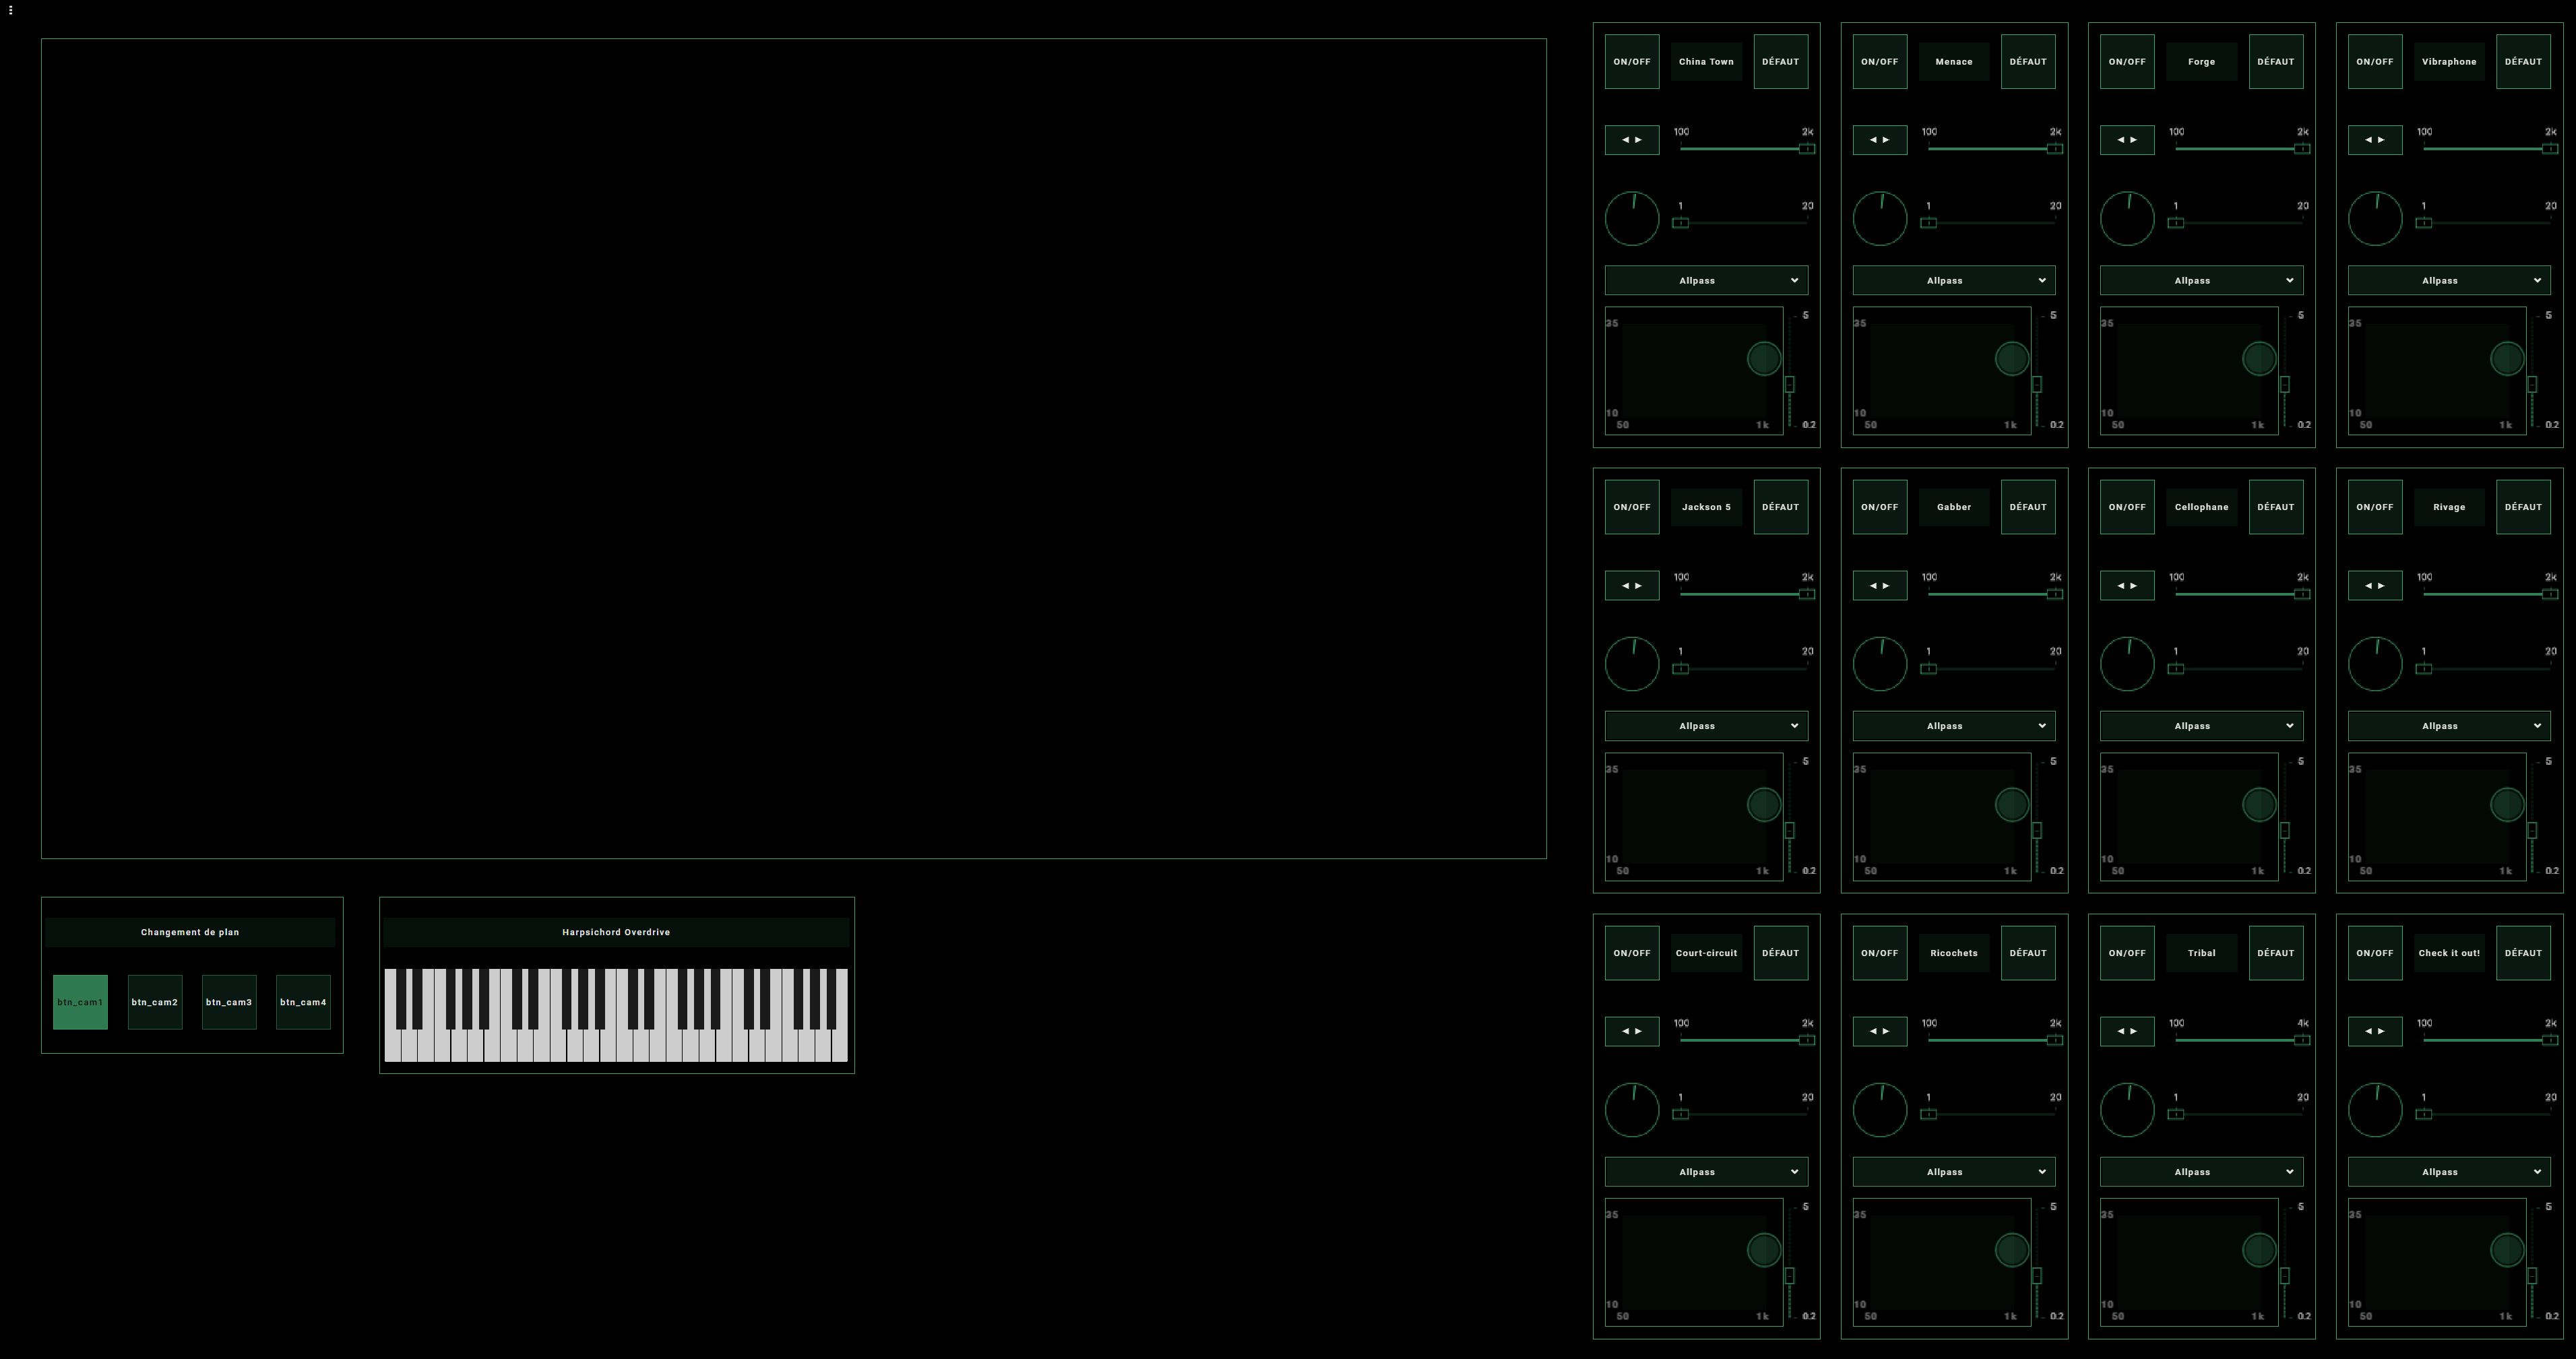 ON/OFF China Town DÉFAUT
◄ ► 100 2k
1 20
Allpass
35 5
10
50 1k 0.2
ON/OFF Menace DÉFAUT
◄ ► 100 2k
1 20
Allpass
35 5
10
50 1k 0.2
ON/OFF Forge DÉFAUT
◄ ► 100 2k
1 20
Allpass
35 5
10
50 1k 0.2
ON/OFF Vibraphone DÉFAUT
◄ ► 100 2k
1 20
Allpass
35 5
10
50 1k 0.2
ON/OFF Jackson 5 DÉFAUT
◄ ► 100 2k
1 20
Allpass
35 5
10
50 1k 0.2
ON/OFF Gabber DÉFAUT
◄ ► 100 2k
1 20
Allpass
35 5
10
50 1k 0.2
ON/OFF Cellophane DÉFAUT
◄ ► 100 2k
1 20
Allpass
35 5
10
50 1k 0.2
ON/OFF Rivage DÉFAUT
◄ ► 100 2k
1 20
Allpass
35 5
10
50 1k 0.2
Changement de plan
btn_cam1 btn_cam2 btn_cam3 btn_cam4
Harpsichord Overdrive
ON/OFF Court-circuit DÉFAUT
◄ ► 100 2k
1 20
Allpass
35 5
10
50 1k 0.2
ON/OFF Ricochets DÉFAUT
◄ ► 100 2k
1 20
Allpass
35 5
10
50 1k 0.2
ON/OFF Tribal DÉFAUT
◄ ► 100 4k
1 20
Allpass
35 5
10
50 1k 0.2
ON/OFF Check it out! DÉFAUT
◄ ► 100 2k
1 20
Allpass
35 5
10
50 1k 0.2